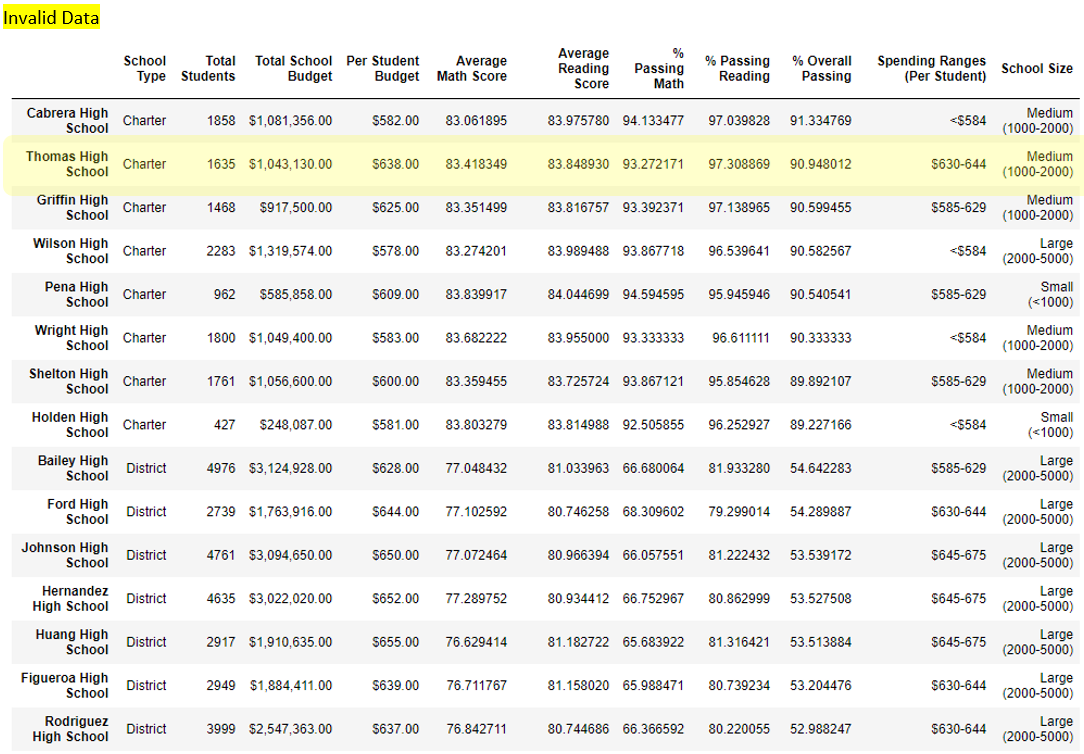 Invalid Data
School Type Total Students Total School Budget Per Student Budget Average Math Score Average Reading Score % Passing Math % Passing Reading % Overall Passing Spending Ranges (Per Student) School Size
Cabrera High School Charter 1858 $1,081,356.00 $582.00 83.061895 83.975780 94.133477 97.039828 91.334769 <$584 Medium (1000-2000)
Thomas High School Charter 1635 $1,043,130.00 $638.00 83.418349 83.848930 93.272171 97.308869 90.948012 $630-644 Medium (1000-2000)
Griffin High School Charter 1468 $917,500.00 $625.00 83.351499 83.816757 93.392371 97.138965 90.599455 $585-629 Medium (1000-2000)
Wilson High School Charter 2283 $1,319,574.00 $578.00 83.274201 83.989488 93.867718 96.539641 90.582567 <$584 Large (2000-5000)
Pena High School Charter 962 $585,858.00 $609.00 83.839917 84.044699 94.594595 95.945946 90.540541 $585-629 Small (<1000)
Wright High School Charter 1800 $1,049,400.00 $583.00 83.682222 83.955000 93.333333 96.611111 90.333333 <$584 Medium (1000-2000)
Shelton High School Charter 1761 $1,056,600.00 $600.00 83.359455 83.725724 93.867121 95.854628 89.892107 $585-629 Medium (1000-2000)
Holden High School Charter 427 $248,087.00 $581.00 83.803279 83.814988 92.505855 96.252927 89.227166 <$584 Small (<1000)
Bailey High School District 4976 $3,124,928.00 $628.00 77.048432 81.033963 66.680064 81.933280 54.642283 $585-629 Large (2000-5000)
Ford High School District 2739 $1,763,916.00 $644.00 77.102592 80.746258 68.309602 79.299014 54.289887 $630-644 Large (2000-5000)
Johnson High School District 4761 $3,094,650.00 $650.00 77.072464 80.966394 66.057551 81.222432 53.539172 $645-675 Large (2000-5000)
Hernandez High School District 4635 $3,022,020.00 $652.00 77.289752 80.934412 66.752967 80.862999 53.527508 $645-675 Large (2000-5000)
Huang High School District 2917 $1,910,635.00 $655.00 76.629414 81.182722 65.683922 81.316421 53.513884 $645-675 Large (2000-5000)
Figueroa High School District 2949 $1,884,411.00 $639.00 76.711767 81.158020 65.988471 80.739234 53.204476 $630-644 Large (2000-5000)
Rodriguez High School District 3999 $2,547,363.00 $637.00 76.842711 80.744686 66.366592 80.220055 52.988247 $630-644 Large (2000-5000)